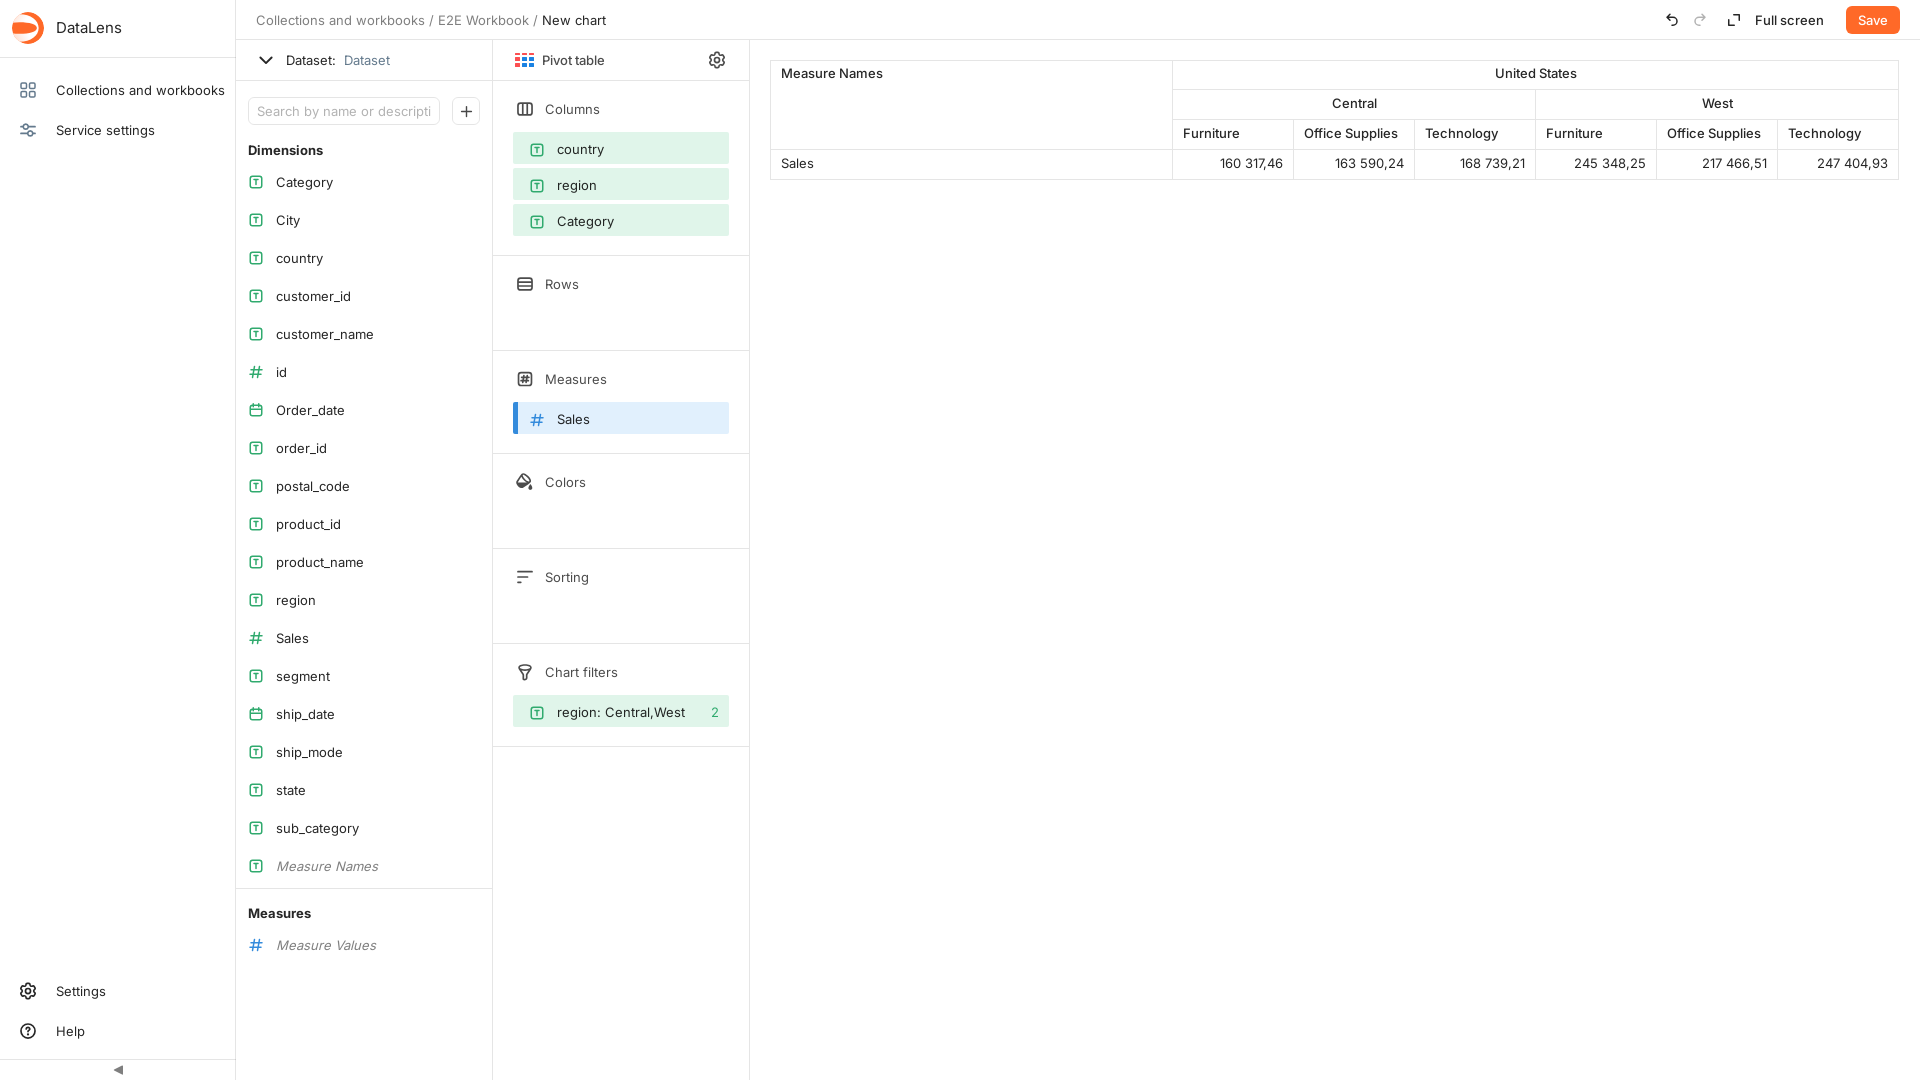 DataLens
Collections and workbooks
Service settings
Settings
Help
Collections and workbooks / E2E Workbook / New chart
Full screen
Save
Dataset: Dataset
Search by name or descripti
Dimensions
Category
City
country
customer_id
customer_name
id
Order_date
order_id
postal_code
product_id
product_name
region
Sales
segment
ship_date
ship_mode
state
sub_category
Measure Names
Measures
Measure Values
Pivot table
Columns
country
region
Category
Rows
Measures
Sales
Colors
Sorting
Chart filters
region: Central,West 2
Measure Names United States
Central West
Furniture Office Supplies Technology Furniture Office Supplies Technology
Sales 160 317,46 163 590,24 168 739,21 245 348,25 217 466,51 247 404,93